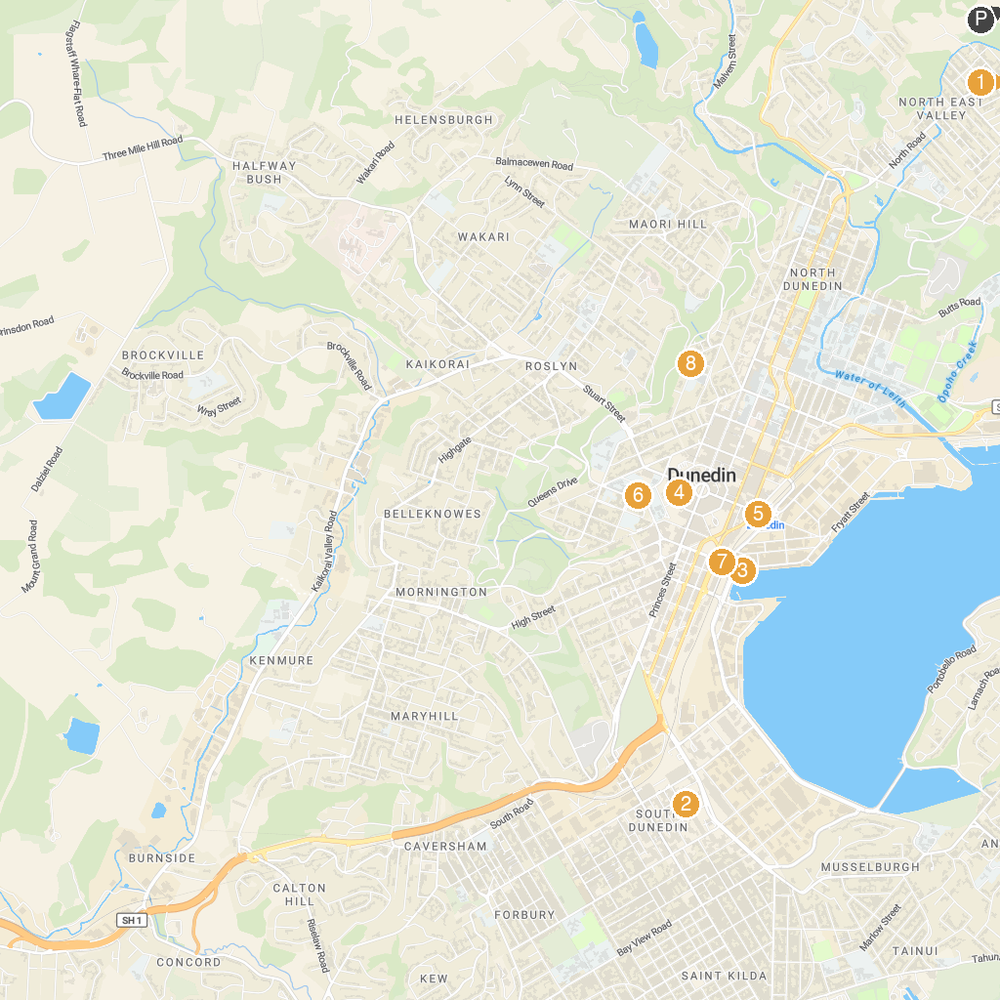 P
Flagstaff Whare-Flat Road
Malvern Street
1
NORTH EAST
VALLEY
HELENSBURGH
Three Mile Hill Road
Wakari Road
North Road
HALFWAY
BUSH
Balmacewen Road
Lynn Street
MAORI HILL
WAKARI
NORTH
DUNEDIN
Butts Road
BROCKVILLE
Brockville Road
Brockville Road
KAIKORAI
ROSLYN
8
Water of Leith
Opoho Creek
Wray Street
Stuart Street
Highgate
Dalziel Road
Dunedin
Queens Drive
6
4
5
Fryatt Street
BELLEKNOWES
Mount Grand Road
Kaikorai Valley Road
7
3
MORNINGTON
Princes Street
High Street
KENMURE
Portobello Road
Larnach Road
MARYHILL
2
SOUTH
DUNEDIN
South Road
CAVERSHAM
BURNSIDE
MUSSELBURGH
CALTON
HILL
SH 1
FORBURY
Riselaw Road
Bay View Road
Marlow Street
TAINUI
CONCORD
KEW
SAINT KILDA